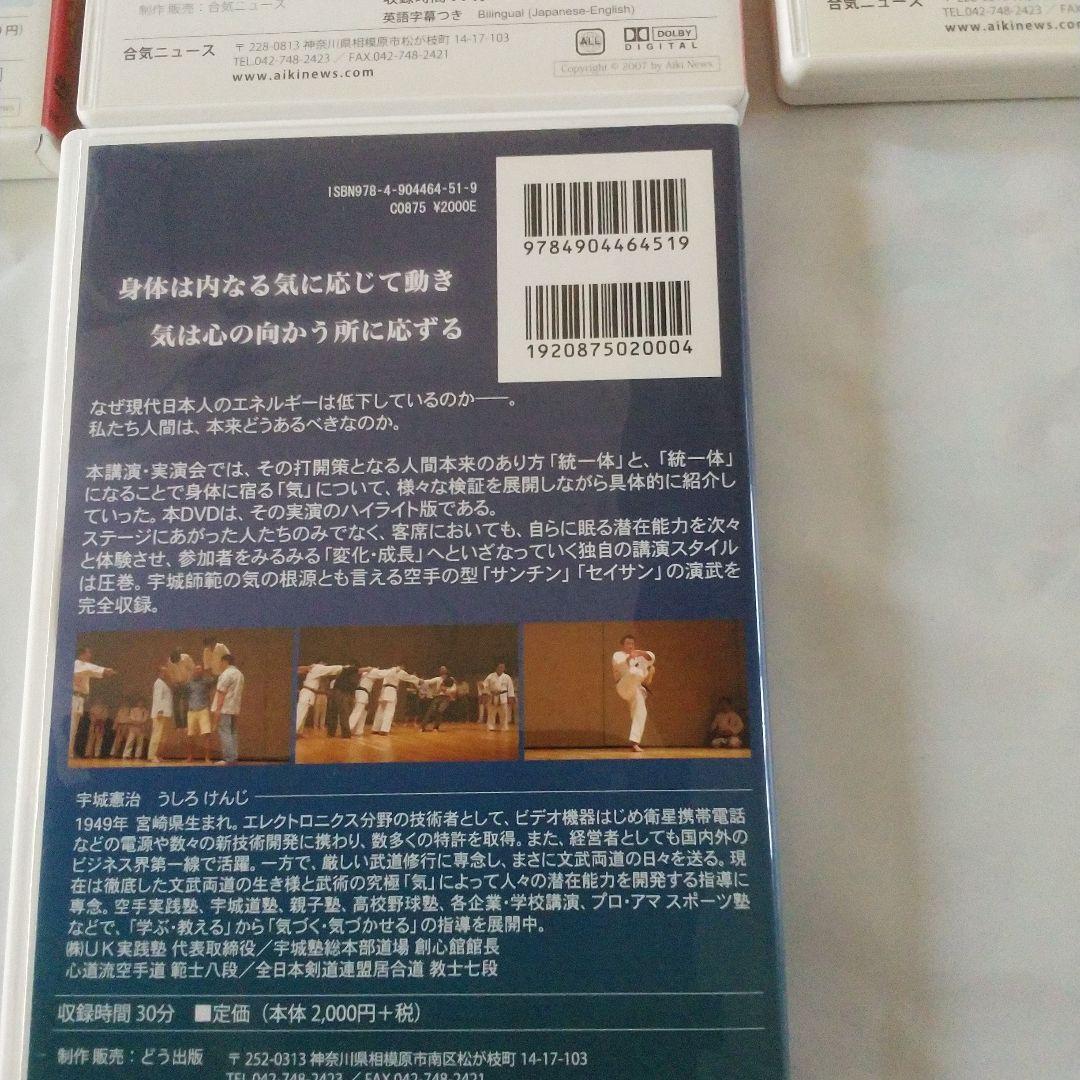 制作 販売：合気ニュース
英語字幕つき Bilingual (Japanese-English)
合気ニュース
〒228-0813 神奈川県相模原市松が枝町 14-17-103
TEL.042-748-2423 ／ FAX.042-748-2421
www.aikinews.com
ALL
DOLBY
DIGITAL
Copyright © 2007 by Aiki News
合気ニュース
TEL.042-748-2423 ／
www.aikinews.com
円）
News
ISBN978-4-904464-51-9
C0875 ¥2000E
9784904464519
1920875020004
身体は内なる気に応じて動き
気は心の向かう所に応ずる
なぜ現代日本人のエネルギーは低下しているのか――。
私たち人間は、本来どうあるべきなのか。
本講演・実演会では、その打開策となる人間本来のあり方「統一体」と、「統一体」
になることで身体に宿る「気」について、様々な検証を展開しながら具体的に紹介し
ていった。本DVDは、その実演のハイライト版である。
ステージにあがった人たちのみでなく、客席においても、自らに眠る潜在能力を次々
と体験させ、参加者をみるみる「変化・成長」へといざなっていく独自の講演スタイル
は圧巻。宇城師範の気の根源とも言える空手の型「サンチン」「セイサン」の演武を
完全収録。
宇城憲治 うしろ けんじ
1949年 宮崎県生まれ。エレクトロニクス分野の技術者として、ビデオ機器はじめ衛星携帯電話
などの電源や数々の新技術開発に携わり、数多くの特許を取得。また、経営者としても国内外の
ビジネス界第一線で活躍。一方で、厳しい武道修行に専念し、まさに文武両道の日々を送る。現
在は徹底した文武両道の生き様と武術の究極「気」によって人々の潜在能力を開発する指導に
専念。空手実践塾、宇城道塾、親子塾、高校野球塾、各企業・学校講演、プロ・アマ スポーツ塾
などで、「学ぶ・教える」から「気づく・気づかせる」の指導を展開中。
㈱UK実践塾 代表取締役／宇城塾総本部道場 創心館館長
心道流空手道 範士八段／全日本剣道連盟居合道 教士七段
収録時間 30分 ■定価（本体 2,000円＋税）
制作 販売：どう出版 〒252-0313 神奈川県相模原市南区松が枝町 14-17-103
TEL.042-748-2423 ／ FAX.042-748-2421